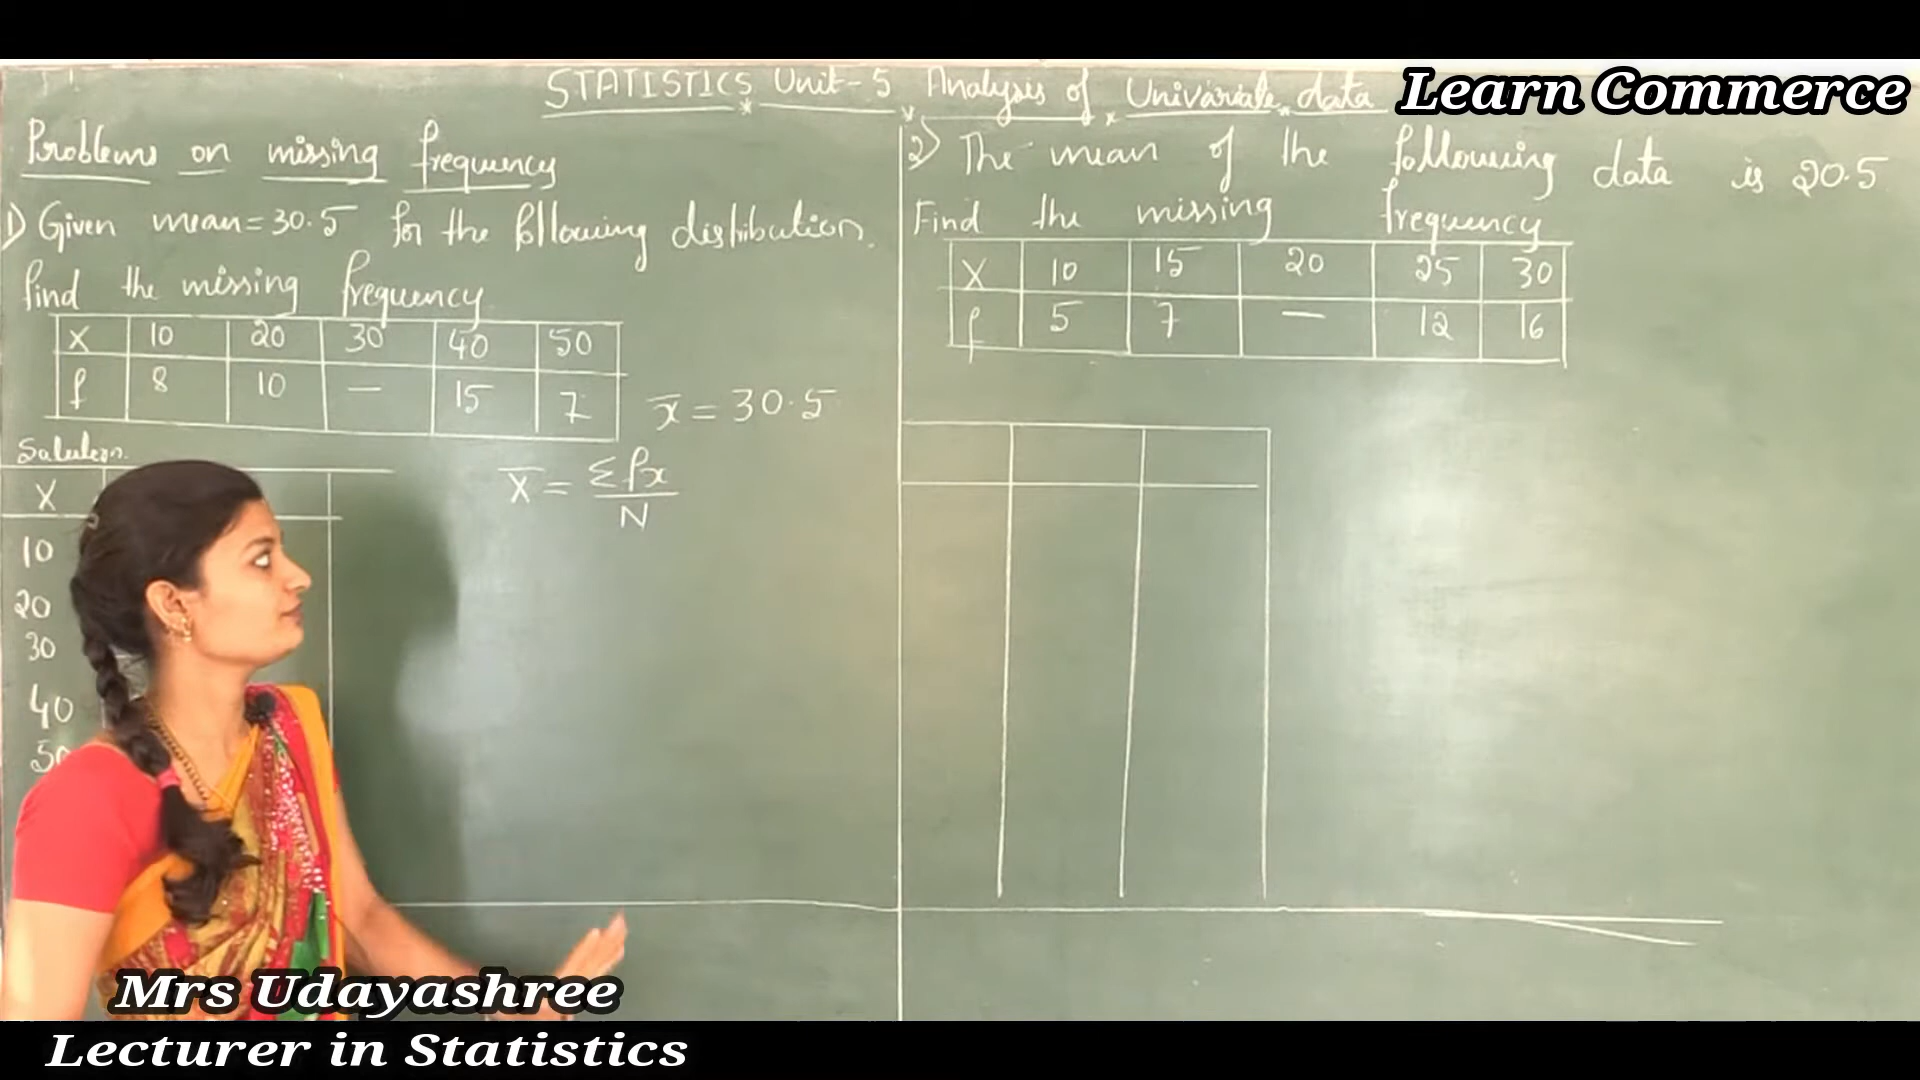 STATISTICS Unit-5 Analysis of Univariate data
Learn Commerce
Problems on missing frequency
1) Given mean=30.5 for the following distribution.
find the missing frequency
X 10 20 30 40 50
f 8 10 — 15 7
x̄ = 30.5
Solution.
X
10
20
30
40
50
X̄ = Σfx
N
2) The mean of the following data is 20.5
Find the missing frequency
X 10 15 20 25 30
f 5 7 — 12 16
Mrs Udayashree
Lecturer in Statistics